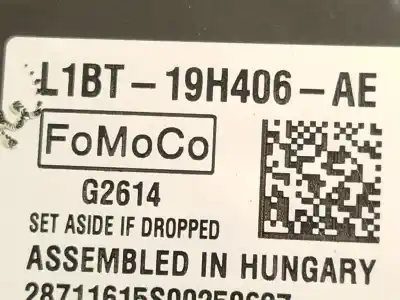 L1BT-19H406-AE
FoMoCo
G2614
SET ASIDE IF DROPPED
ASSEMBLED IN HUNGARY